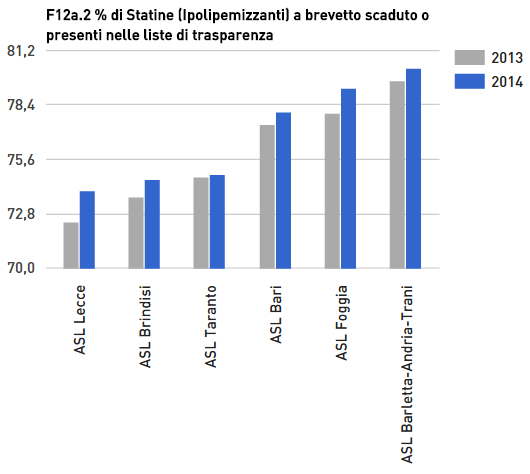 F12a.2 % di Statine (Ipolipemizzanti) a brevetto scaduto o
presenti nelle liste di trasparenza
81,2
78,4
75,6
72,8
70,0
2013
2014
ASL Lecce
ASL Brindisi
ASL Taranto
ASL Bari
ASL Foggia
ASL Barletta-Andria-Trani